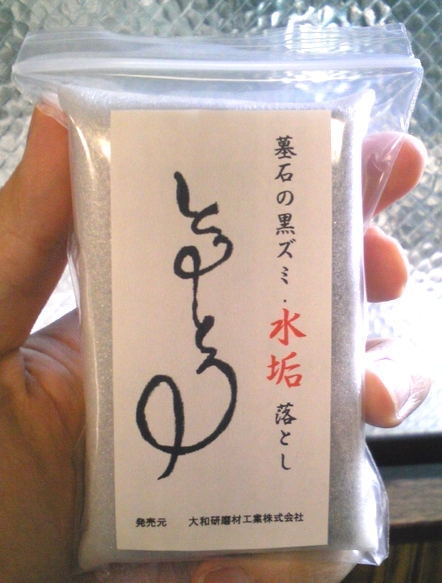 墓石の黒ズミ・水垢落とし
発売元 大和研磨材工業株式会社